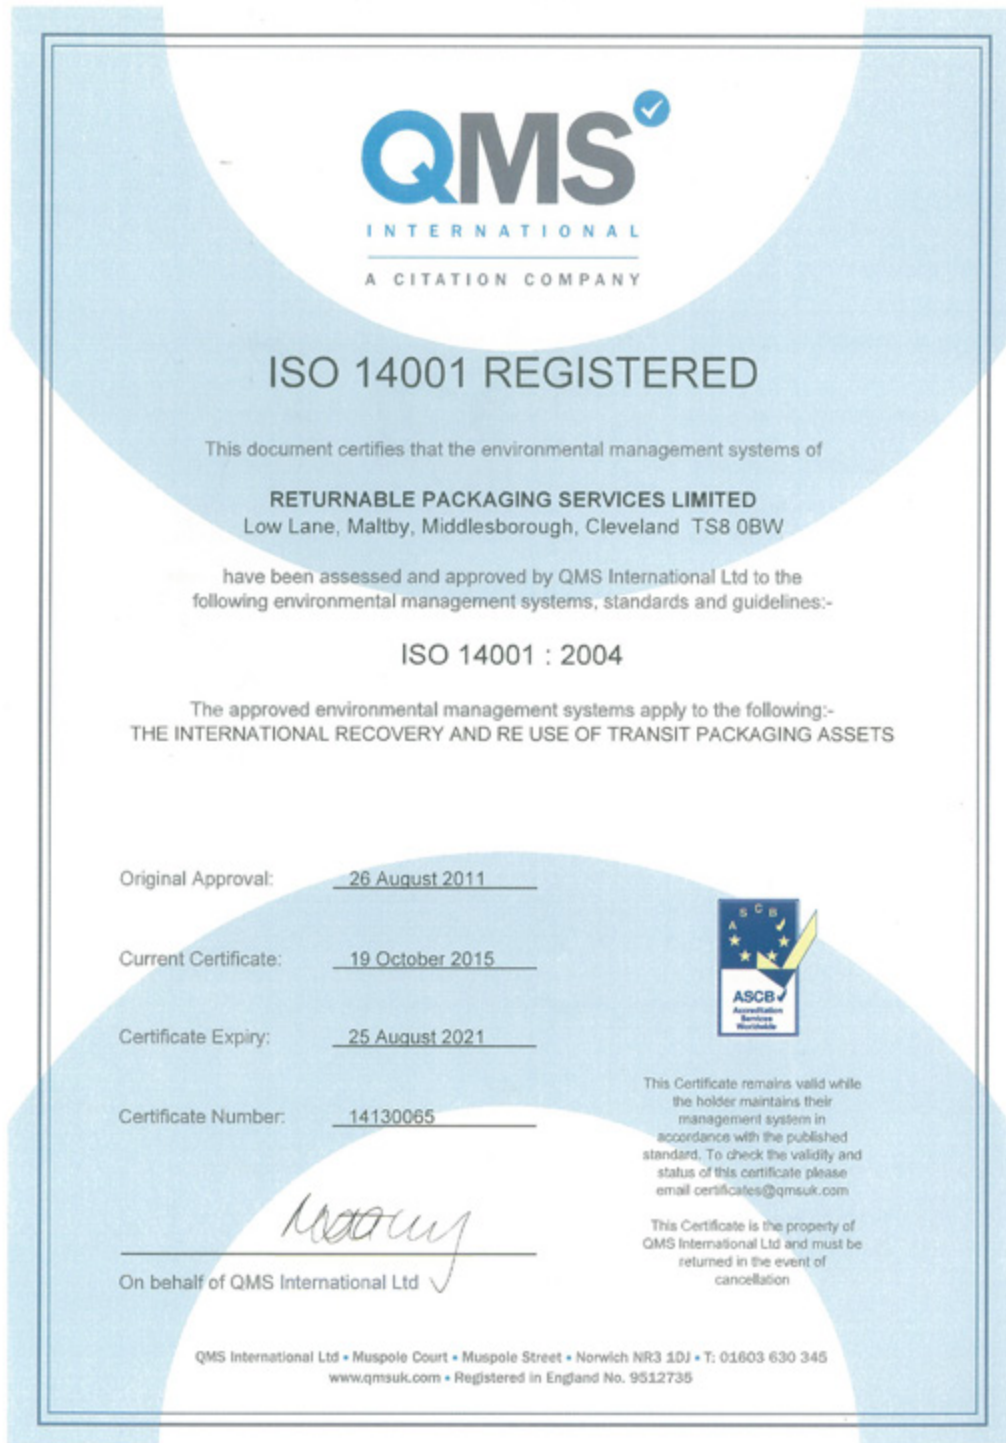 QMS
INTERNATIONAL
A CITATION COMPANY
ISO 14001 REGISTERED
This document certifies that the environmental management systems of
RETURNABLE PACKAGING SERVICES LIMITED
Low Lane, Maltby, Middlesborough, Cleveland TS8 0BW
have been assessed and approved by QMS International Ltd to the
following environmental management systems, standards and guidelines:-
ISO 14001 : 2004
The approved environmental management systems apply to the following:-
THE INTERNATIONAL RECOVERY AND RE USE OF TRANSIT PACKAGING ASSETS
Original Approval: 26 August 2011
Current Certificate: 19 October 2015
Certificate Expiry: 25 August 2021
Certificate Number: 14130065
On behalf of QMS International Ltd
ASCB
ASCB
Accreditation
Services
Worldwide
This Certificate remains valid while
the holder maintains their
management system in
accordance with the published
standard. To check the validity and
status of this certificate please
email certificates@qmsuk.com
This Certificate is the property of
QMS International Ltd and must be
returned in the event of
cancellation
QMS International Ltd • Muspole Court • Muspole Street • Norwich NR3 1DJ • T: 01603 630 345
www.qmsuk.com • Registered in England No. 9512735